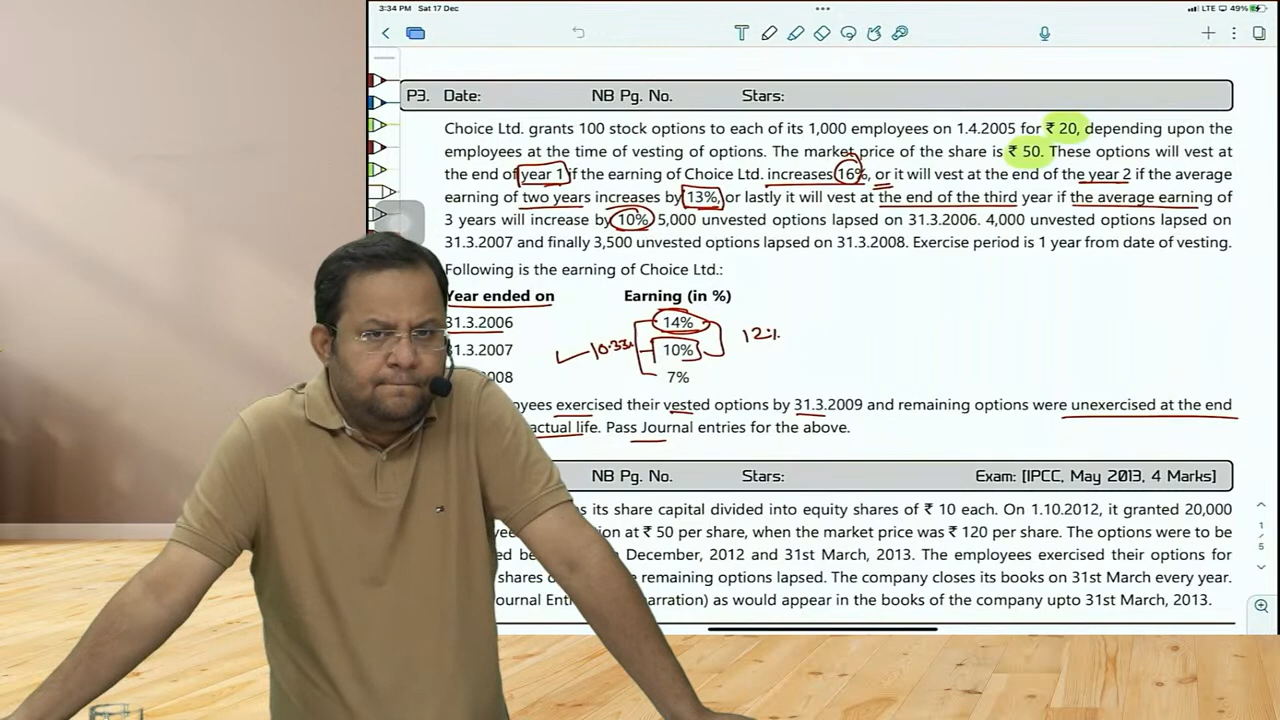 3:34 PM Sat 17 Dec
LTE 49%
P3. Date: NB Pg. No. Stars:
Choice Ltd. grants 100 stock options to each of its 1,000 employees on 1.4.2005 for ₹ 20, depending upon the
employees at the time of vesting of options. The market price of the share is ₹ 50. These options will vest at
the end of year 1 if the earning of Choice Ltd. increases 16%, or it will vest at the end of the year 2 if the average
earning of two years increases by 13%, or lastly it will vest at the end of the third year if the average earning of
3 years will increase by 10%. 5,000 unvested options lapsed on 31.3.2006. 4,000 unvested options lapsed on
31.3.2007 and finally 3,500 unvested options lapsed on 31.3.2008. Exercise period is 1 year from date of vesting.
Following is the earning of Choice Ltd.:
Year ended on Earning (in %)
31.3.2006 14%
12%
31.3.2007 10%
10.33%
008 7%
oyees exercised their vested options by 31.3.2009 and remaining options were unexercised at the end
actual life. Pass Journal entries for the above.
NB Pg. No. Stars: Exam: [IPCC, May 2013, 4 Marks]
s its share capital divided into equity shares of ₹ 10 each. On 1.10.2012, it granted 20,000
on at ₹ 50 per share, when the market price was ₹ 120 per share. The options were to be
ed be December, 2012 and 31st March, 2013. The employees exercised their options for
shares remaining options lapsed. The company closes its books on 31st March every year.
ournal Ent arration) as would appear in the books of the company upto 31st March, 2013.
1
/
5